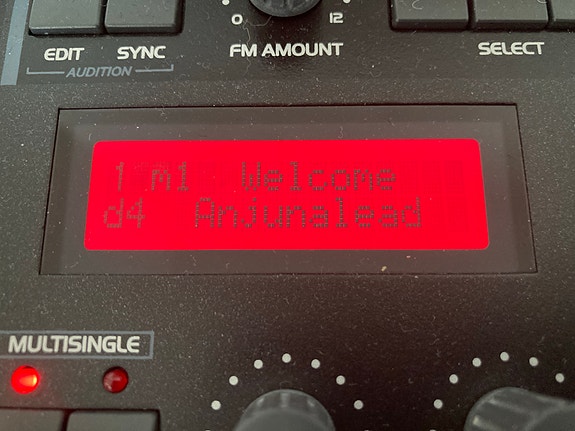 0 12
EDIT SYNC FM AMOUNT SELECT
AUDITION
1 M1 Welcome
d4 Anjunalead
MULTISINGLE